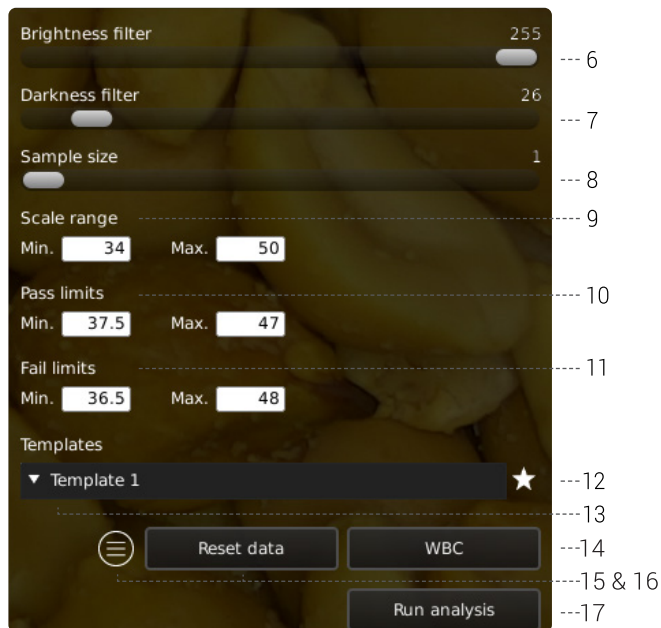 Brightness filter 255
6
Darkness filter 26
7
Sample size 1
8
Scale range
9
Min. 34 Max. 50
Pass limits
10
Min. 37.5 Max. 47
Fail limits
11
Min. 36.5 Max. 48
Templates
Template 1
12
13
Reset data WBC
14
15 & 16
Run analysis
17